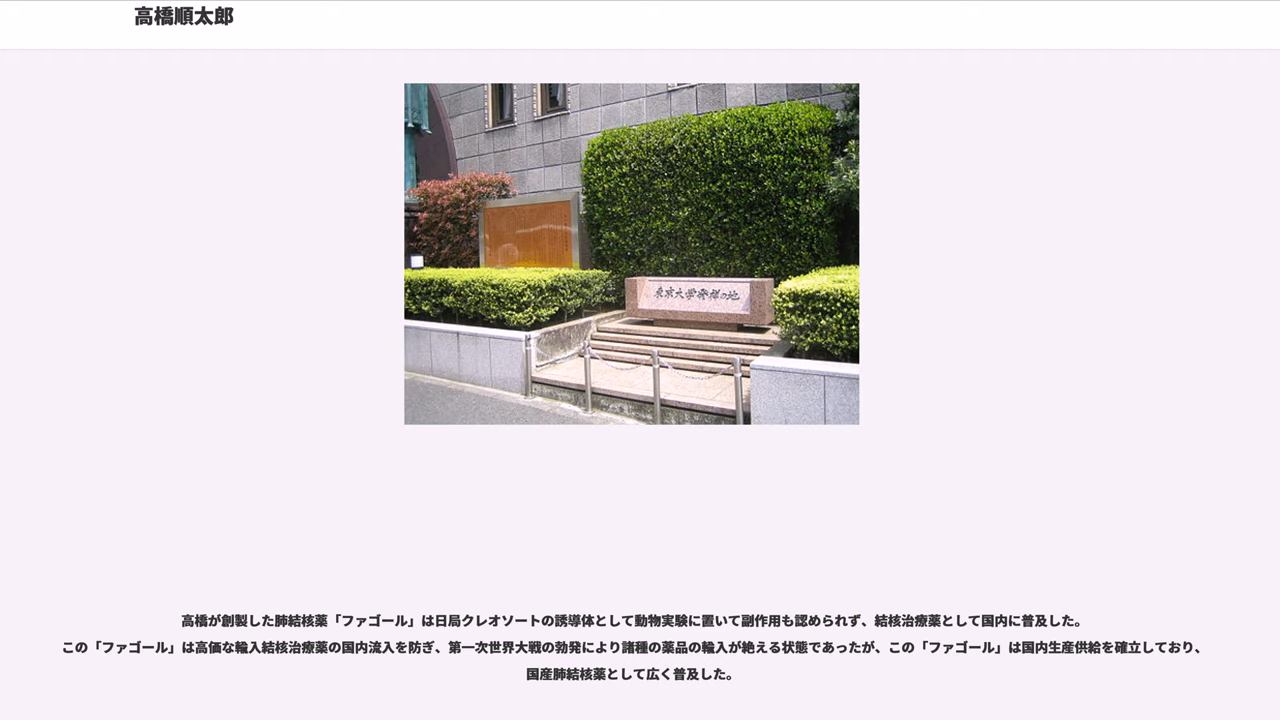 高橋順太郎
東京大学発祥の地
高橋が創製した肺結核薬「ファゴール」は日局クレオソートの誘導体として動物実験に置いて副作用も認められず、結核治療薬として国内に普及した。
この「ファゴール」は高価な輸入結核治療薬の国内流入を防ぎ、第一次世界大戦の勃発により諸種の薬品の輸入が絶える状態であったが、この「ファゴール」は国内生産供給を確立しており、
国産肺結核薬として広く普及した。